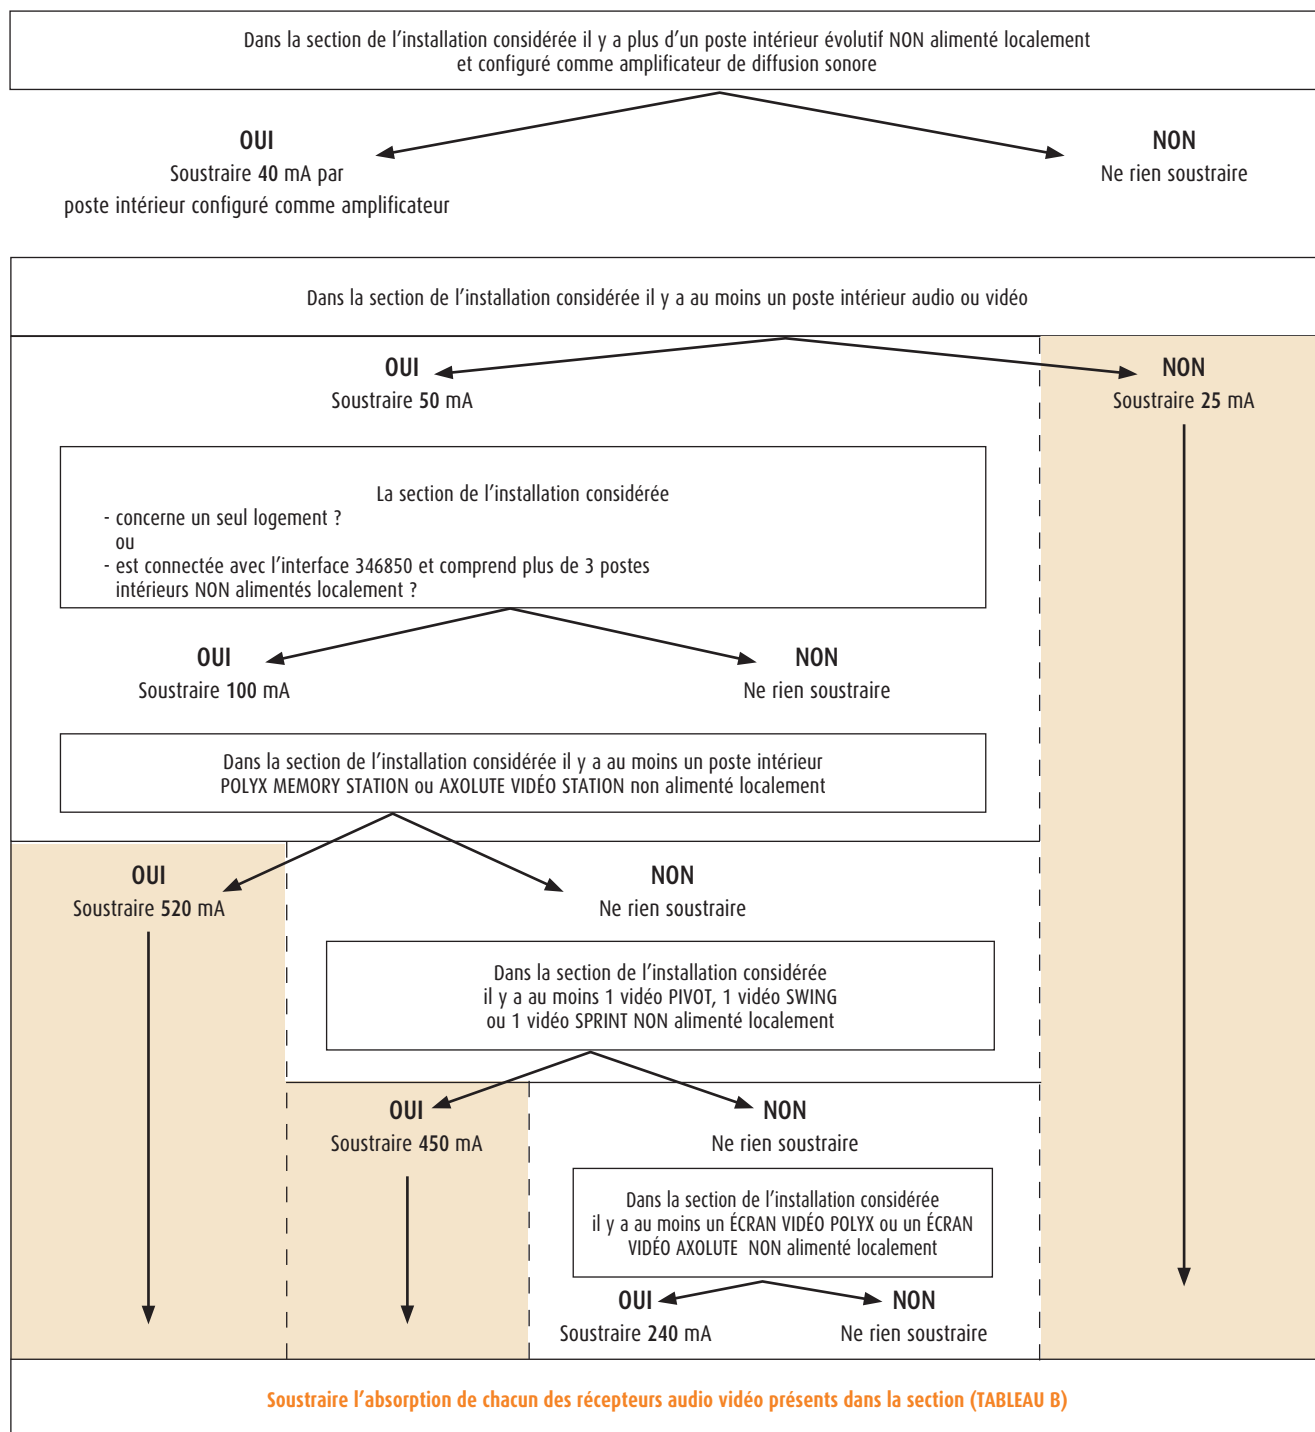 Dans la section de l'installation considérée il y a plus d'un poste intérieur évolutif NON alimenté localement
et configuré comme amplificateur de diffusion sonore
OUI
Soustraire 40 mA par
poste intérieur configuré comme amplificateur
NON
Ne rien soustraire
Dans la section de l'installation considérée il y a au moins un poste intérieur audio ou vidéo
OUI
Soustraire 50 mA
NON
Soustraire 25 mA
La section de l'installation considérée
- concerne un seul logement ?
ou
- est connectée avec l'interface 346850 et comprend plus de 3 postes
intérieurs NON alimentés localement ?
OUI
Soustraire 100 mA
NON
Ne rien soustraire
Dans la section de l'installation considérée il y a au moins un poste intérieur
POLYX MEMORY STATION ou AXOLUTE VIDÉO STATION non alimenté localement
OUI
Soustraire 520 mA
NON
Ne rien soustraire
Dans la section de l'installation considérée
il y a au moins 1 vidéo PIVOT, 1 vidéo SWING
ou 1 vidéo SPRINT NON alimenté localement
OUI
Soustraire 450 mA
NON
Ne rien soustraire
Dans la section de l'installation considérée
il y a au moins un ÉCRAN VIDÉO POLYX ou un ÉCRAN
VIDÉO AXOLUTE NON alimenté localement
OUI
Soustraire 240 mA
NON
Ne rien soustraire
Soustraire l'absorption de chacun des récepteurs audio vidéo présents dans la section (TABLEAU B)